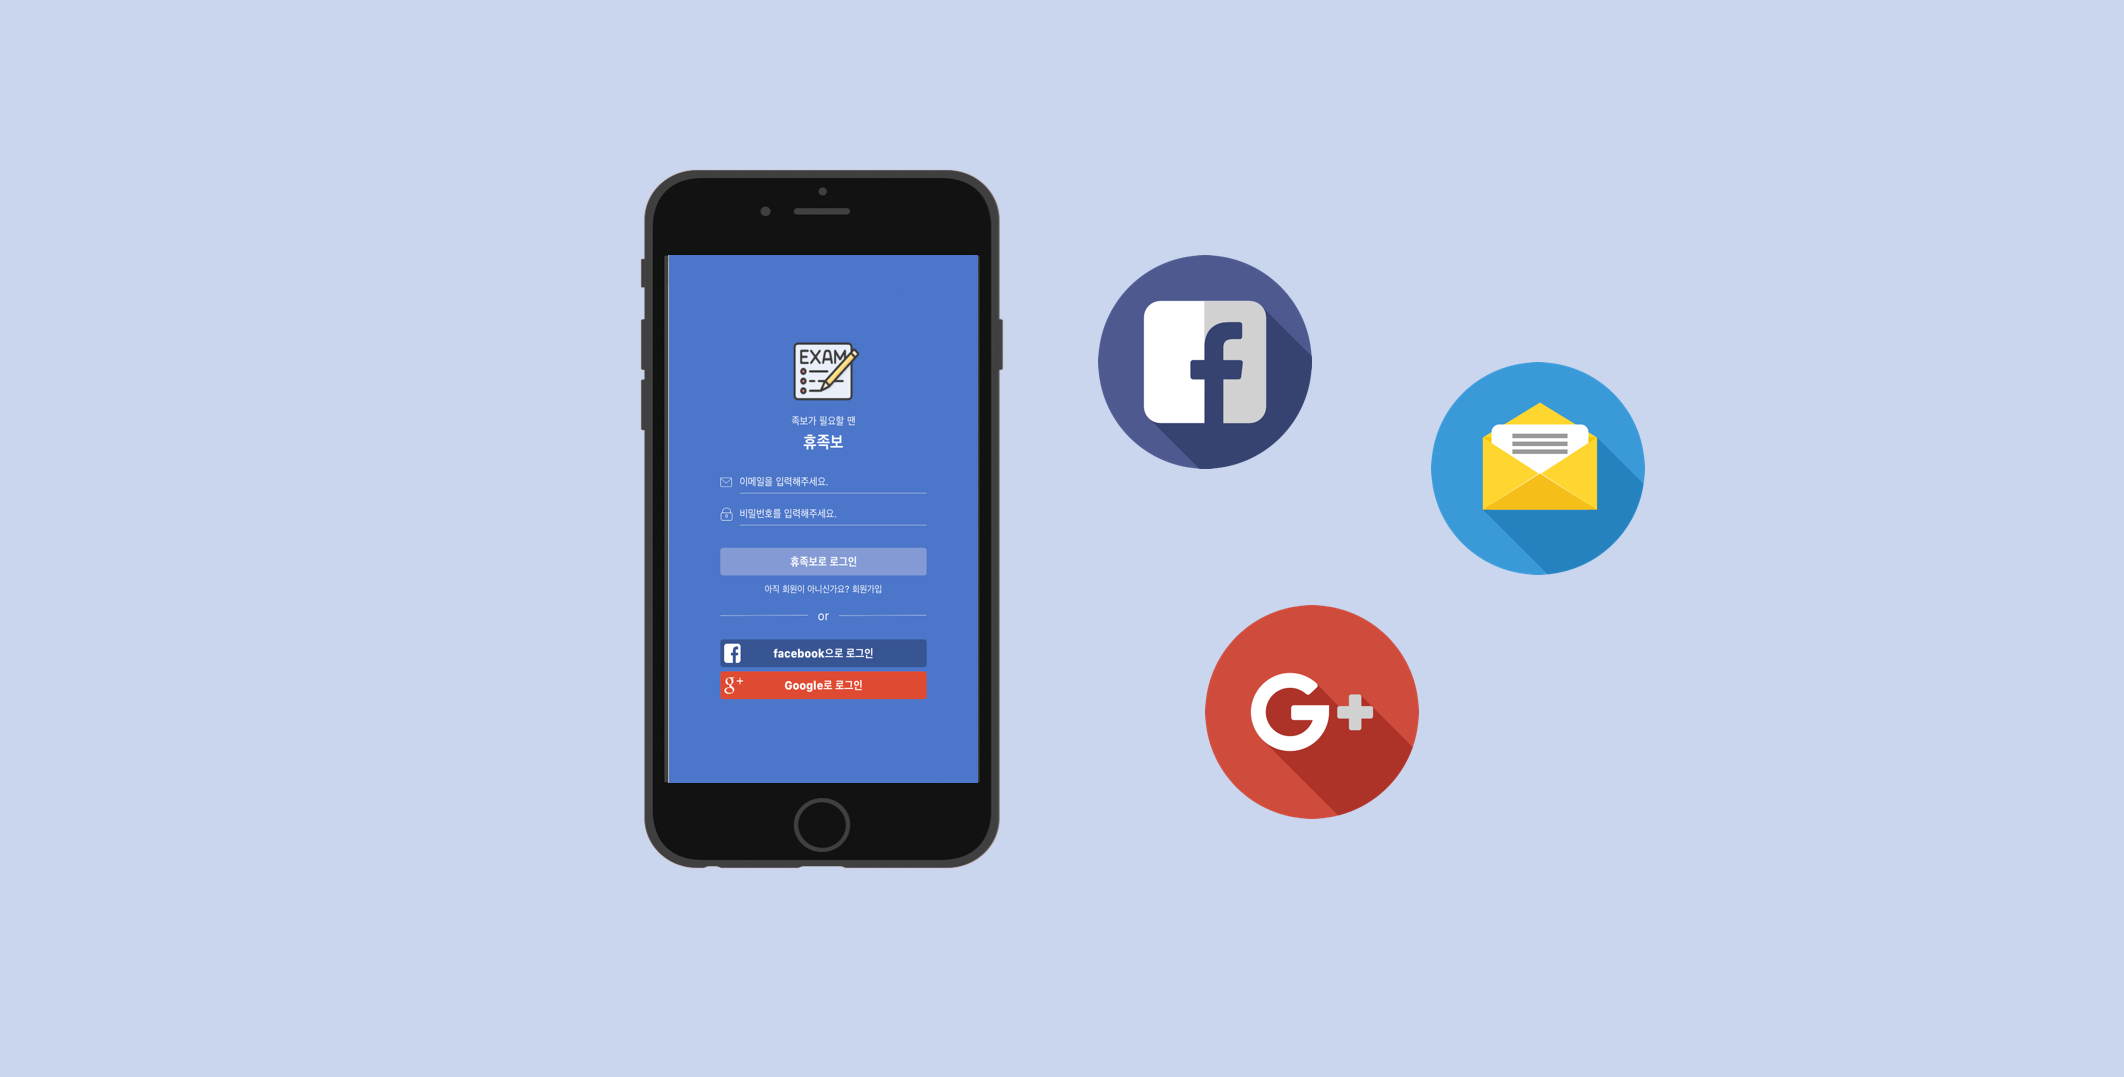 EXAM
족보가 필요할 땐
휴족보
이메일을 입력해주세요.
비밀번호를 입력해주세요.
휴족보로 로그인
아직 회원이 아니신가요? 회원가입
or
facebook으로 로그인
g+ Google로 로그인
f
G+